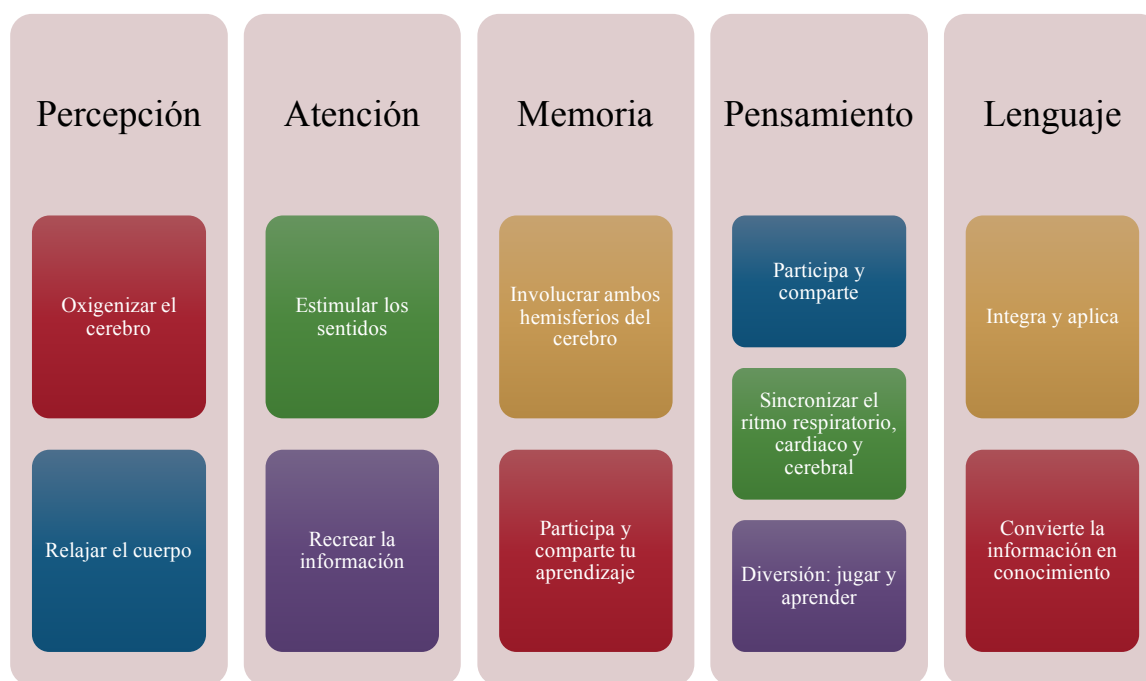 Percepción
Oxigenizar el
cerebro
Relajar el cuerpo
Atención
Estimular los
sentidos
Recrear la
información
Memoria
Involucrar ambos
hemisferios del
cerebro
Participa y
comparte tu
aprendizaje
Pensamiento
Participa y
comparte
Sincronizar el
ritmo respiratorio,
cardiaco y
cerebral
Diversión: jugar y
aprender
Lenguaje
Integra y aplica
Convierte la
información en
conocimiento